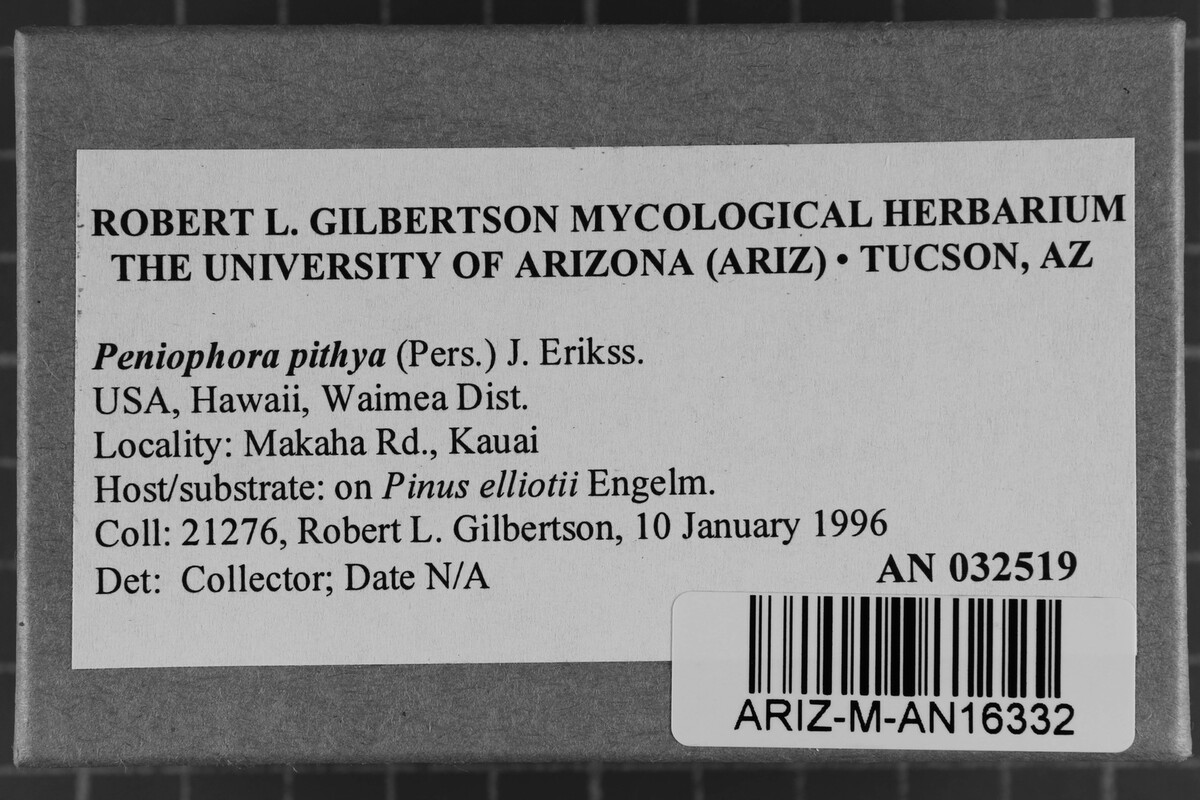 ROBERT L. GILBERTSON MYCOLOGICAL HERBARIUM
THE UNIVERSITY OF ARIZONA (ARIZ) • TUCSON, AZ
Peniophora pithya (Pers.) J. Erikss.
USA, Hawaii, Waimea Dist.
Locality: Makaha Rd., Kauai
Host/substrate: on Pinus elliotii Engelm.
Coll: 21276, Robert L. Gilbertson, 10 January 1996
Det: Collector; Date N/A
AN 032519
ARIZ-M-AN16332